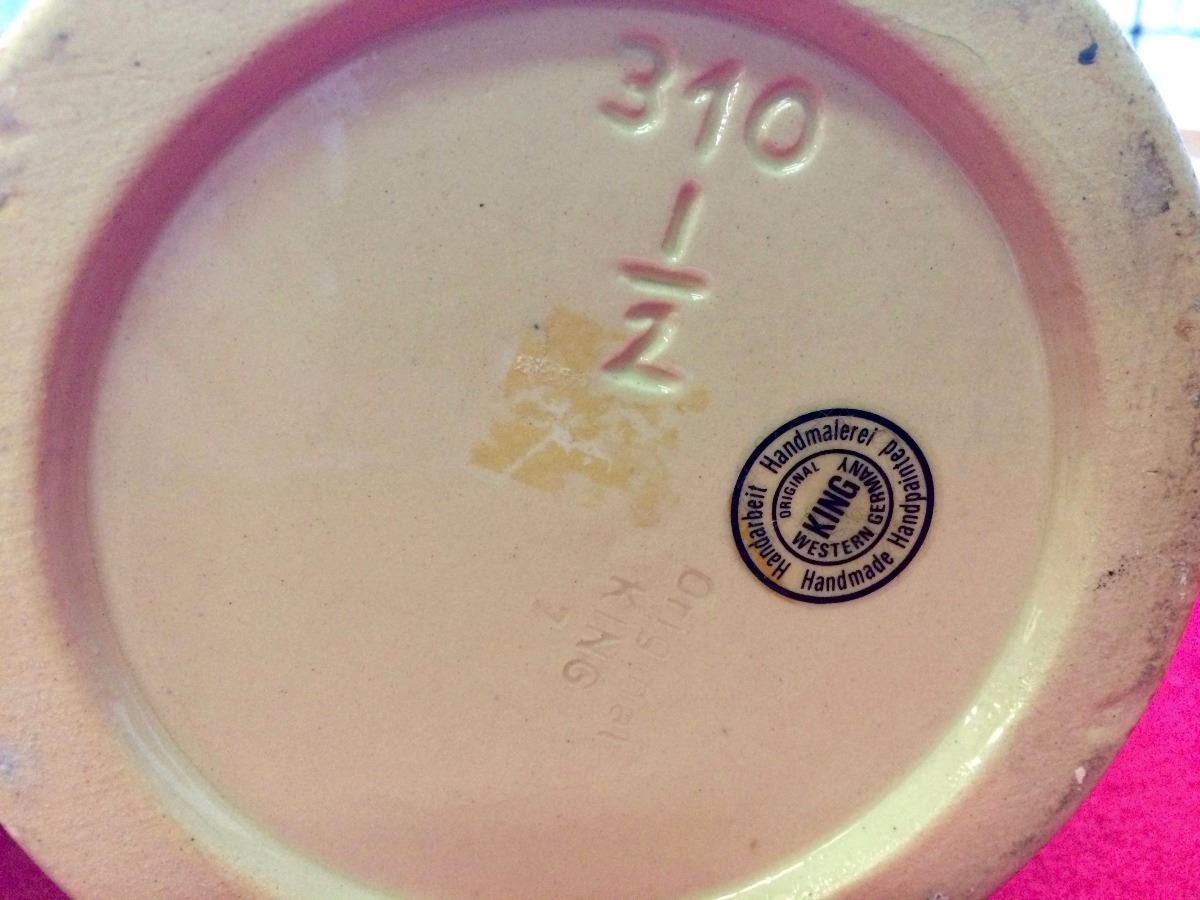 310
1
2
Handarbeit Handmalerei Handpainted Handmade
ORIGINAL
KING
WESTERN GERMANY
Original
KING